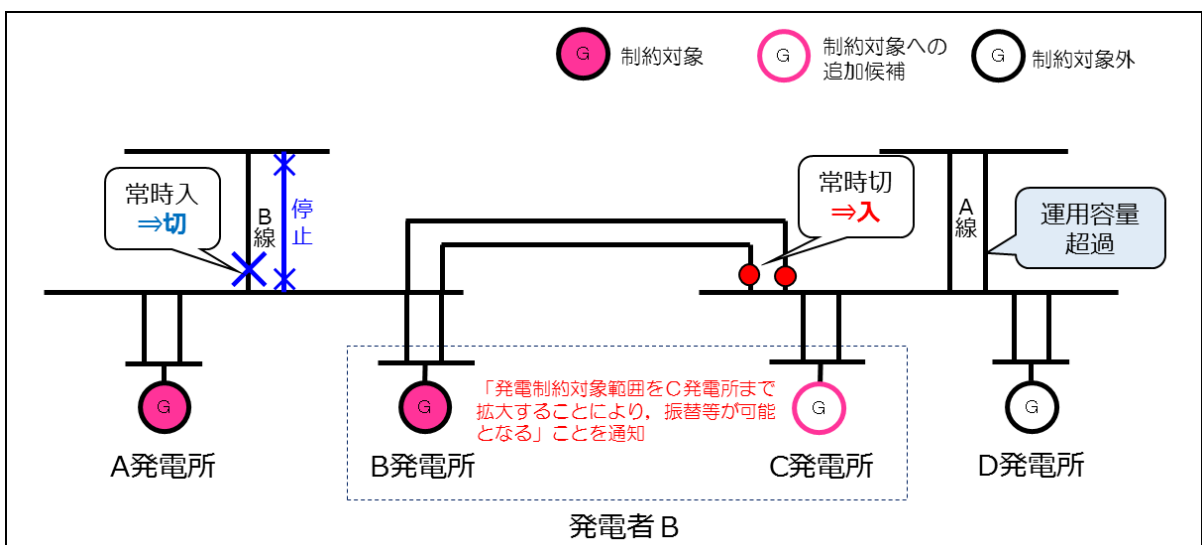 G 制約対象
G 制約対象への
追加候補
G 制約対象外
常時入
⇒切
B線
停止
常時切
⇒入
A線
運用容量
超過
G
G
「発電制約対象範囲をC発電所まで
拡大することにより，振替等が可能
となる」ことを通知
G
G
A発電所
B発電所
C発電所
D発電所
発電者B